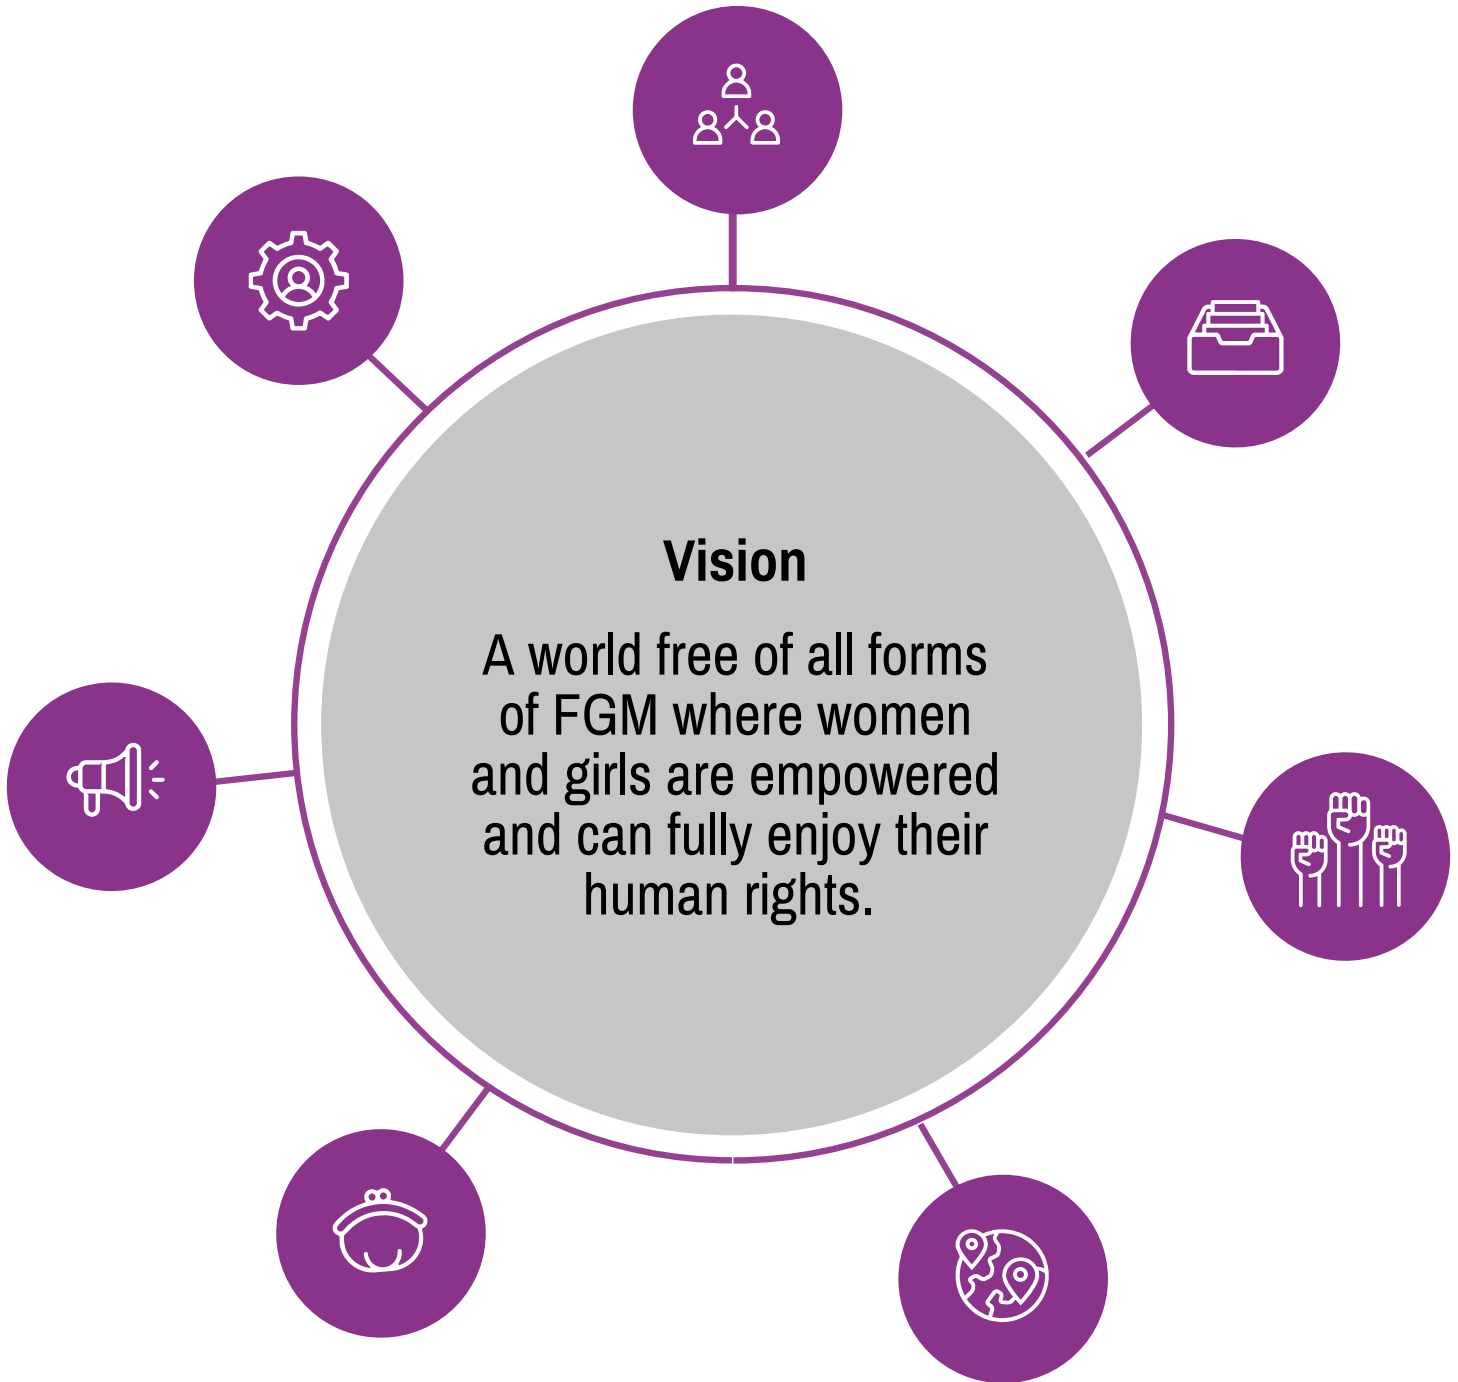 Vision
A world free of all forms
of FGM where women
and girls are empowered
and can fully enjoy their
human rights.